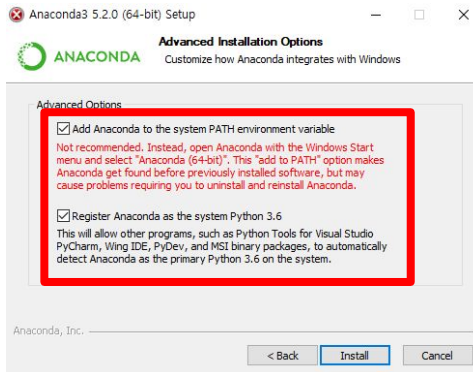 Anaconda3 5.2.0 (64-bit) Setup
ANACONDA
Advanced Installation Options
Customize how Anaconda integrates with Windows
Advanced Options
Add Anaconda to the system PATH environment variable
Not recommended. Instead, open Anaconda with the Windows Start
menu and select "Anaconda (64-bit)". This "add to PATH" option makes
Anaconda get found before previously installed software, but may
cause problems requiring you to uninstall and reinstall Anaconda.
Register Anaconda as the system Python 3.6
This will allow other programs, such as Python Tools for Visual Studio
PyCharm, Wing IDE, PyDev, and MSI binary packages, to automatically
detect Anaconda as the primary Python 3.6 on the system.
Anaconda, Inc.
< Back
Install
Cancel